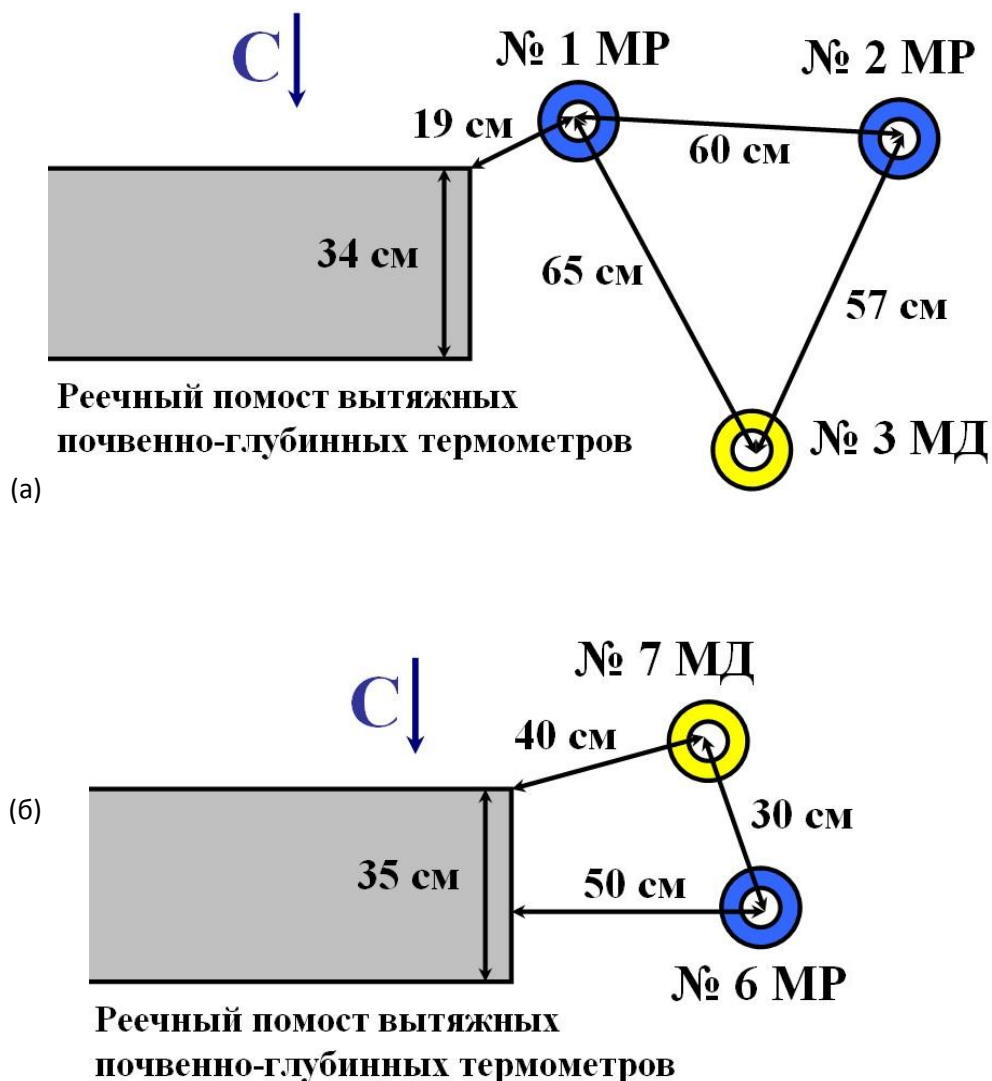 С
№ 1 МР
№ 2 МР
19 см
60 см
34 см
65 см
57 см
Реечный помост вытяжных
почвенно-глубинных термометров
№ 3 МД
(а)
№ 7 МД
С
40 см
(б)
30 см
35 см
50 см
№ 6 МР
Реечный помост вытяжных
почвенно-глубинных термометров